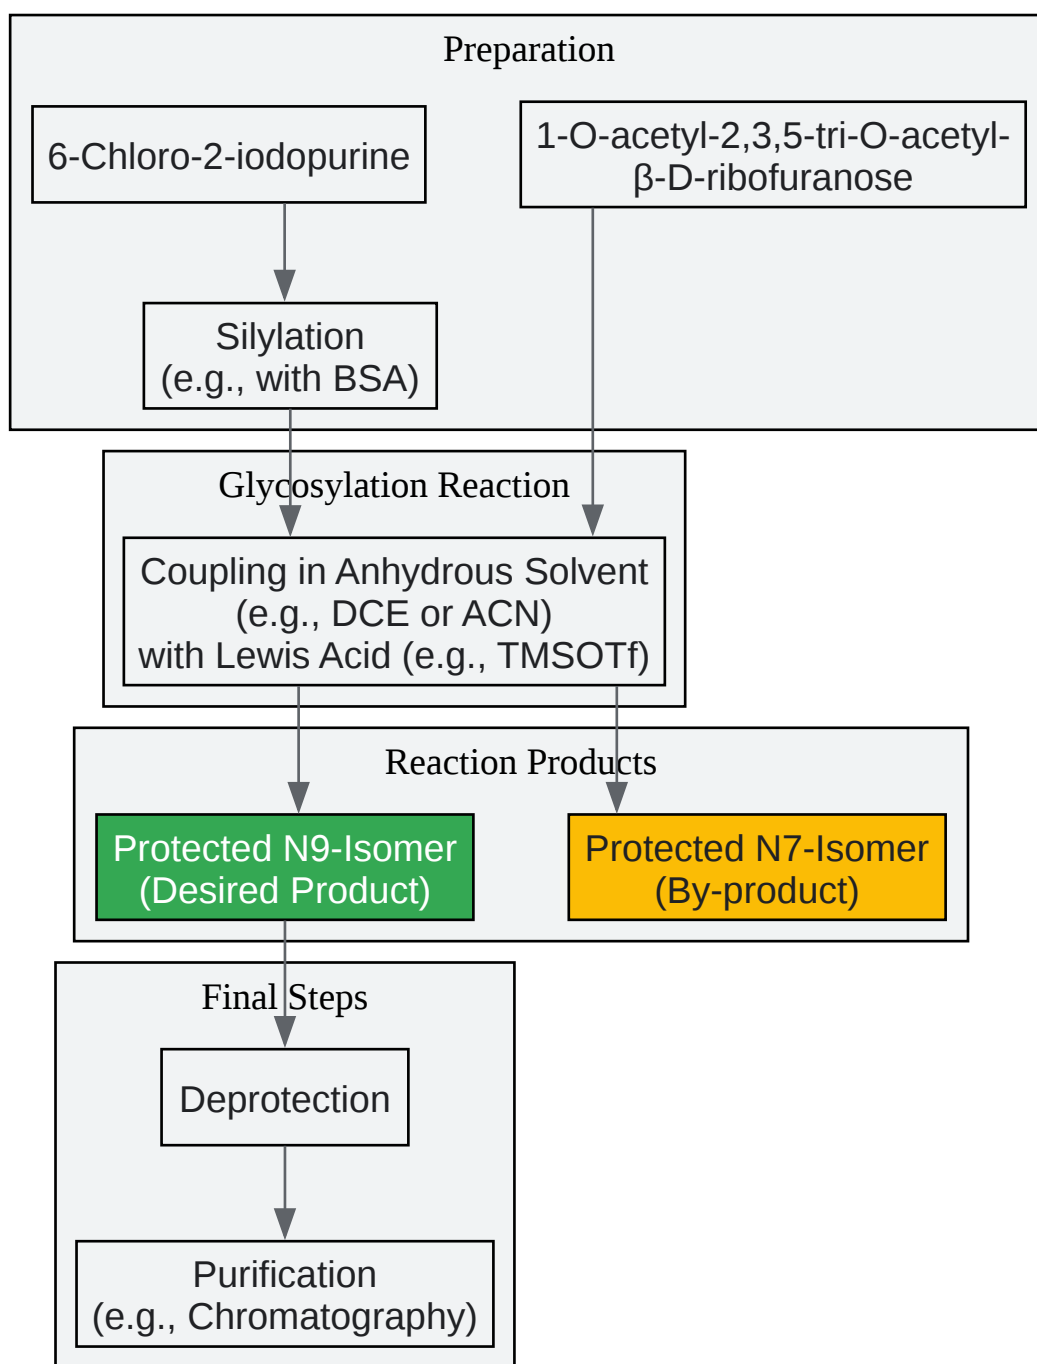 Preparation
6-Chloro-2-iodopurine
1-O-acetyl-2,3,5-tri-O-acetyl-
β-D-ribofuranose
Silylation
(e.g., with BSA)
Glycosylation Reaction
Coupling in Anhydrous Solvent
(e.g., DCE or ACN)
with Lewis Acid (e.g., TMSOTf)
Reaction Products
Protected N9-Isomer
(Desired Product)
Protected N7-Isomer
(By-product)
Final Steps
Deprotection
Purification
(e.g., Chromatography)